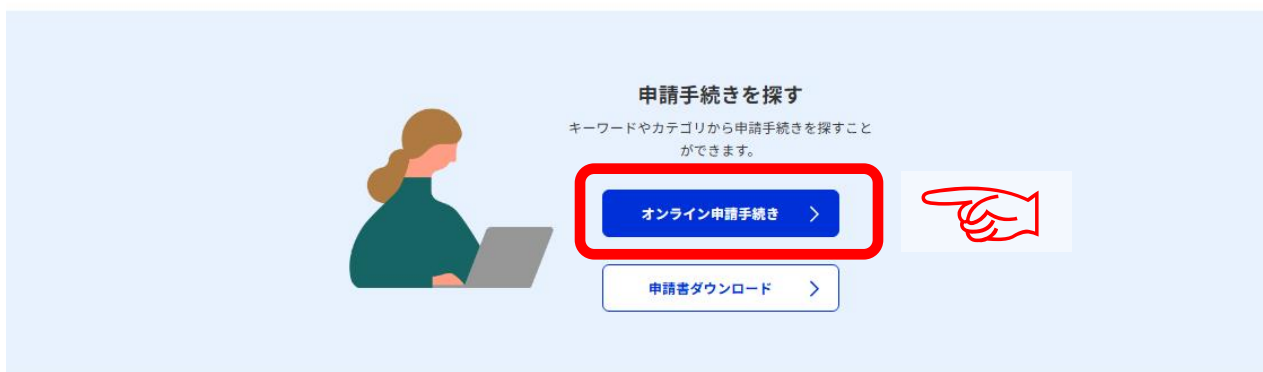 申請手続きを探す
キーワードやカテゴリから申請手続きを探すこと
ができます。
オンライン申請手続き
申請書ダウンロード